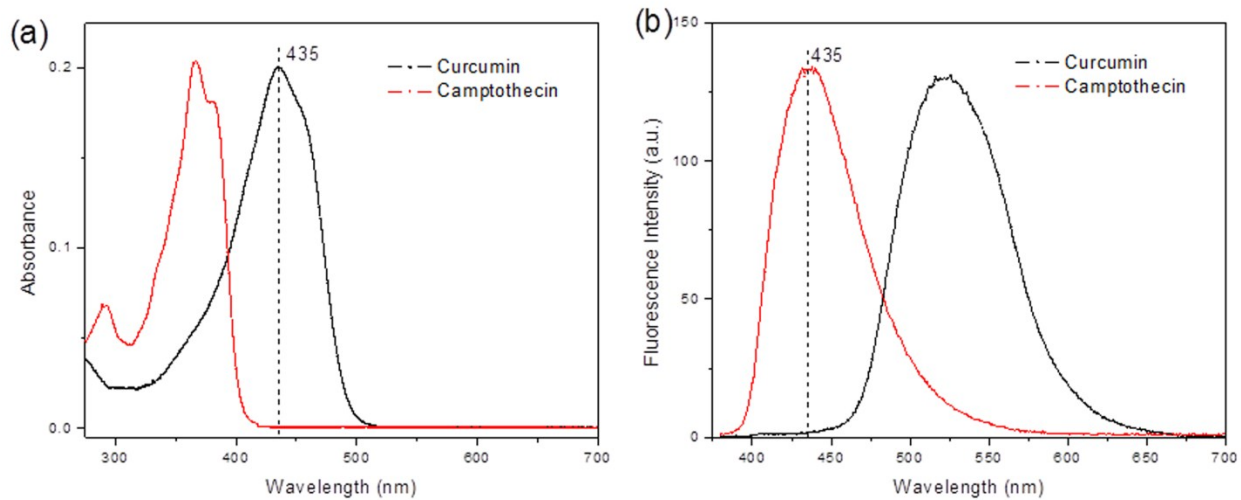 (a)
435
Curcumin
Camptothecin
0.2
0.1
0.0
Absorbance
300
400
500
600
700
Wavelength (nm)
(b)
150
435
Curcumin
Camptothecin
100
50
0
Fluorescence Intensity (a.u.)
400
450
500
550
600
650
700
Wavelength (nm)